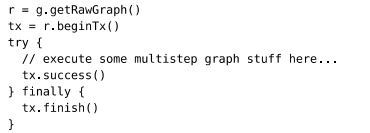 r = g.getRawGraph()
tx = r.beginTx()
try {
  // execute some multistep graph stuff here...
  tx.success()
} finally {
  tx.finish()
}